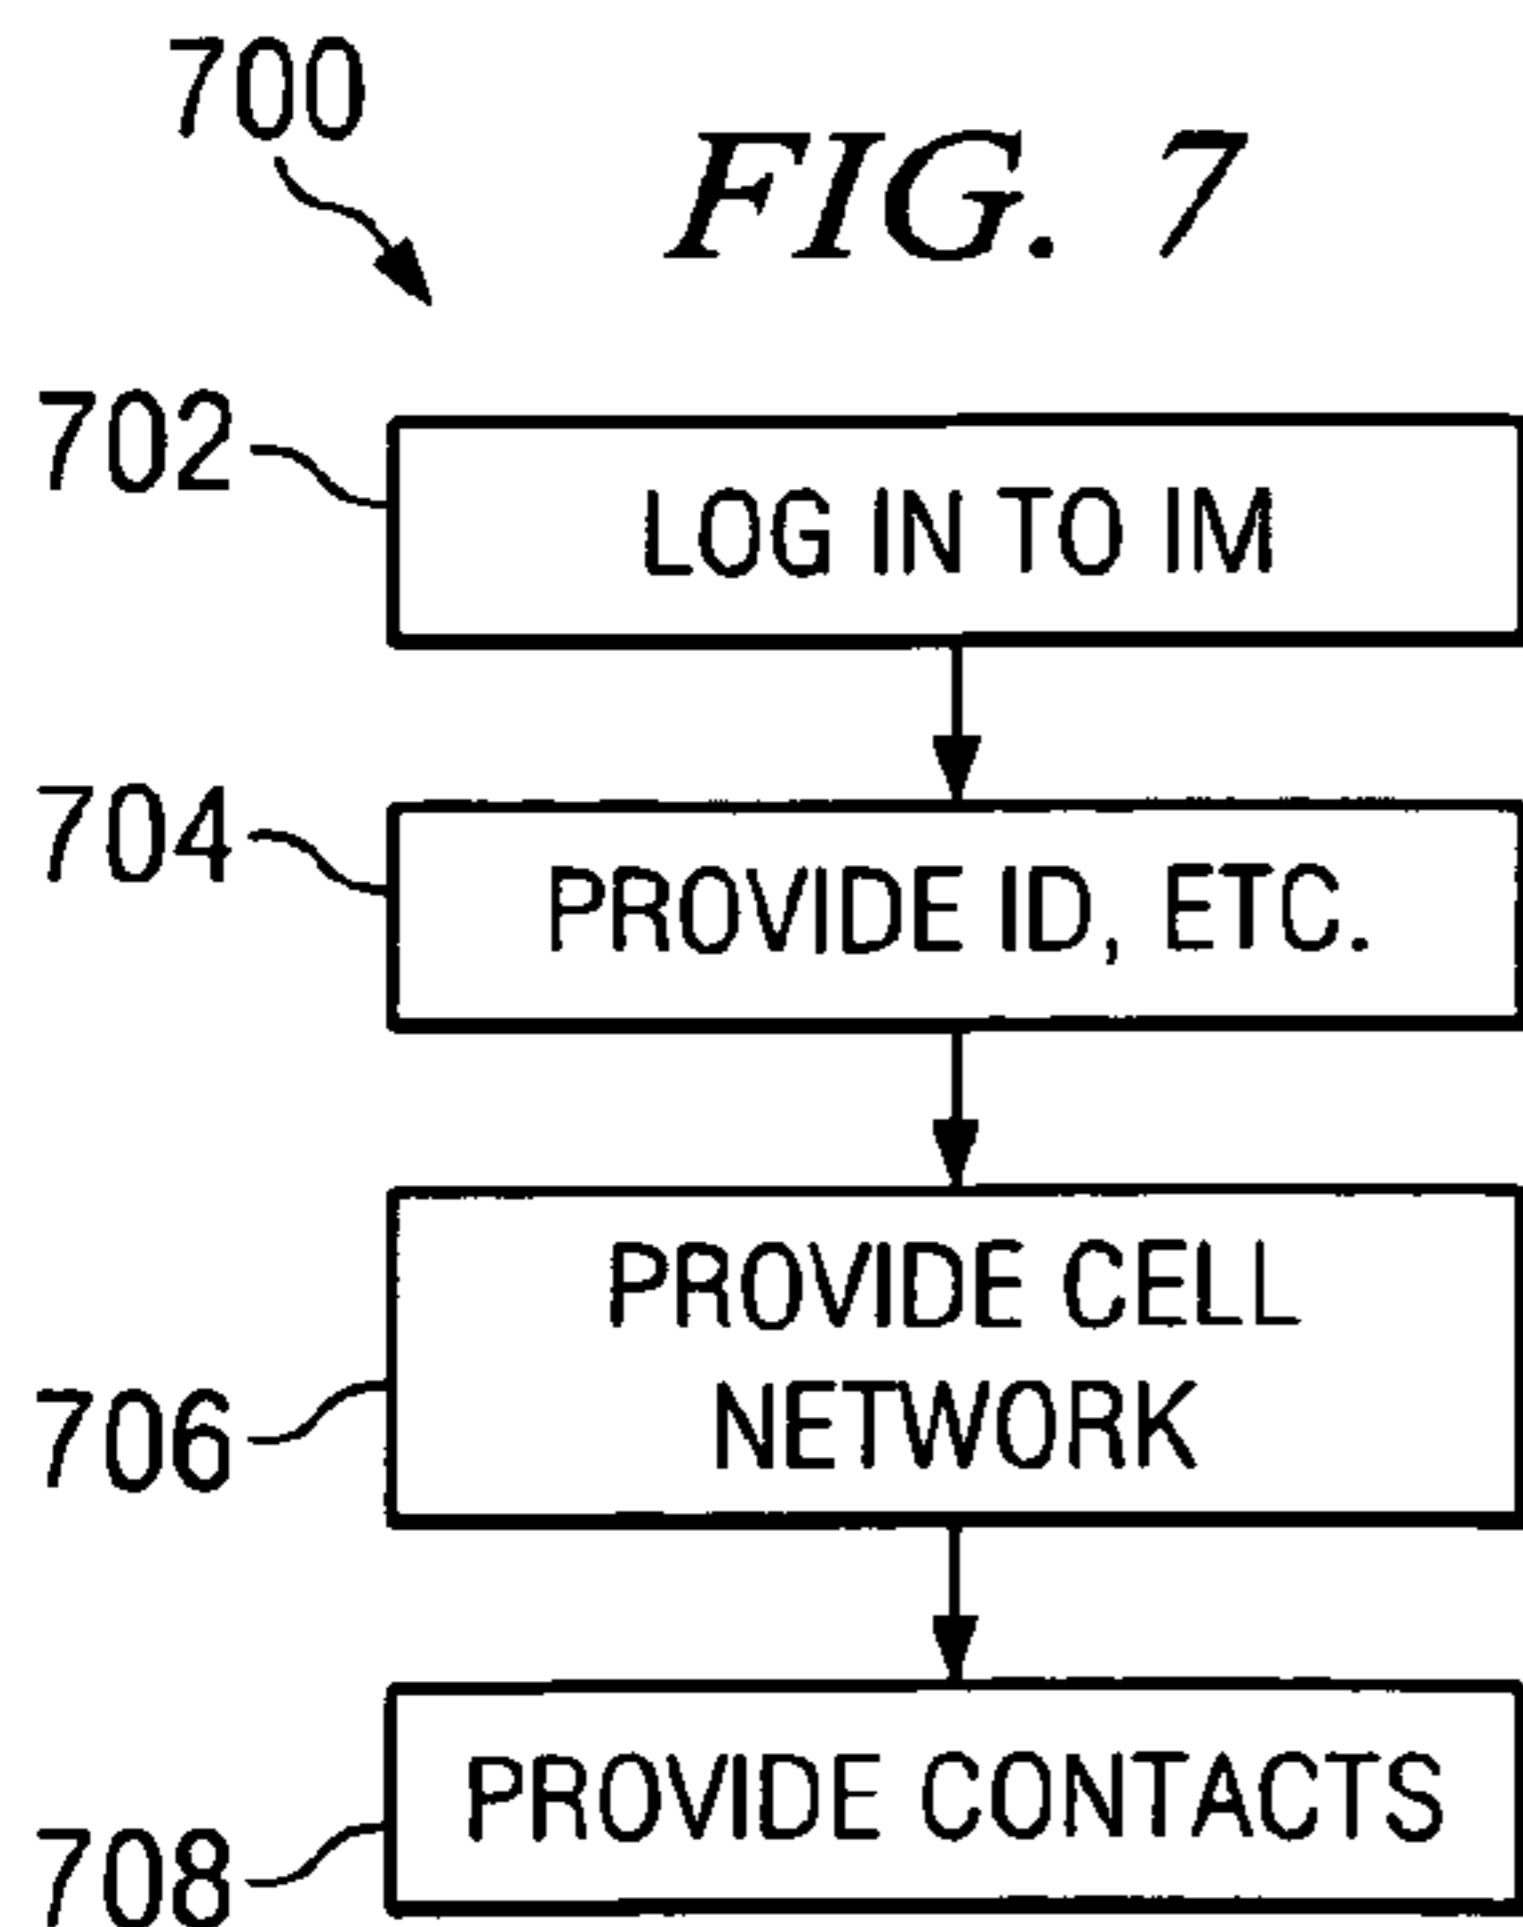 700
FIG. 7
702
LOG IN TO IM
704
PROVIDE ID, ETC.
PROVIDE CELL
NETWORK
706
PROVIDE CONTACTS
708